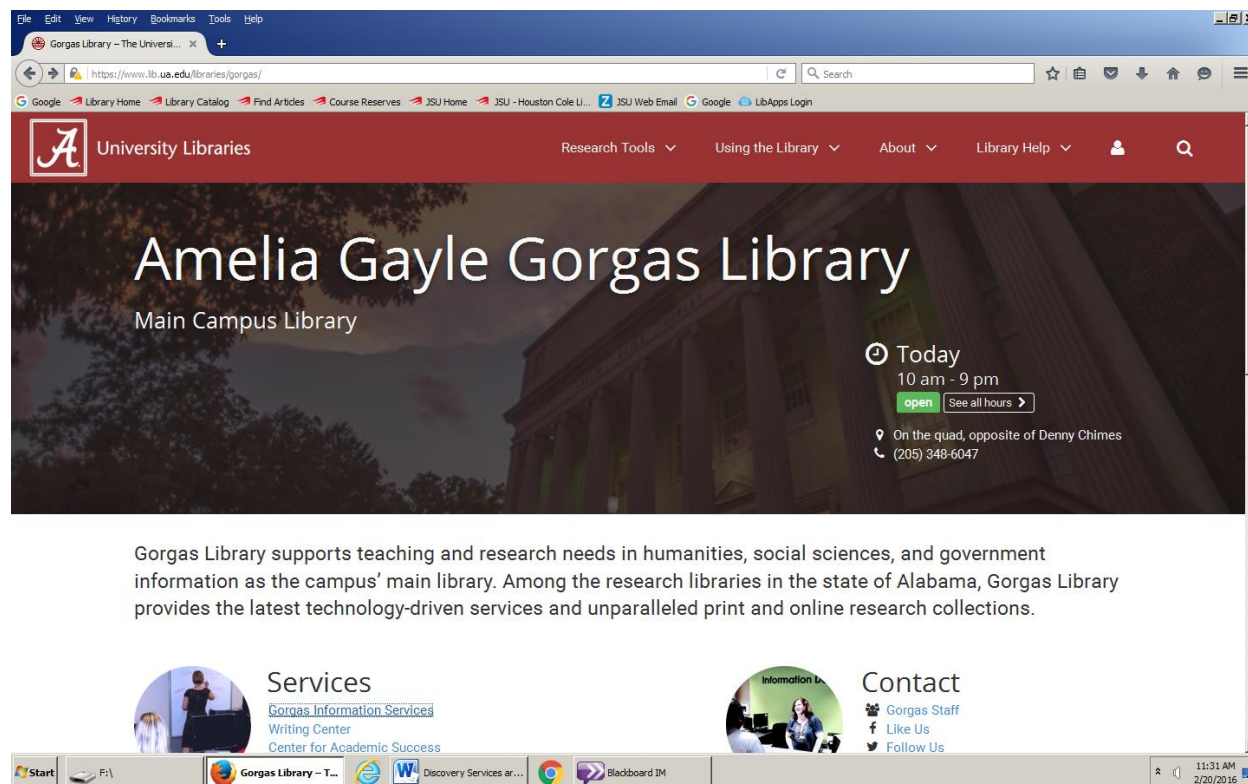 File Edit View History Bookmarks Tools Help
Gorgas Library – The Universi... × +
https://www.lib.ua.edu/libraries/gorgas/ Search
Google Library Home Library Catalog Find Articles Course Reserves JSU Home JSU - Houston Cole Li... Z JSU Web Email Google LibApps Login
A University Libraries Research Tools Using the Library About Library Help
Amelia Gayle Gorgas Library
Main Campus Library
Today
10 am - 9 pm
open See all hours
On the quad, opposite of Denny Chimes
(205) 348-6047
Gorgas Library supports teaching and research needs in humanities, social sciences, and government
information as the campus' main library. Among the research libraries in the state of Alabama, Gorgas Library
provides the latest technology-driven services and unparalleled print and online research collections.
Services
Gorgas Information Services
Writing Center
Center for Academic Success
Information
Contact
Gorgas Staff
Like Us
Follow Us
Start F:\ Gorgas Library – T... Discovery Services ar... Blackboard IM 11:31 AM
2/20/2016